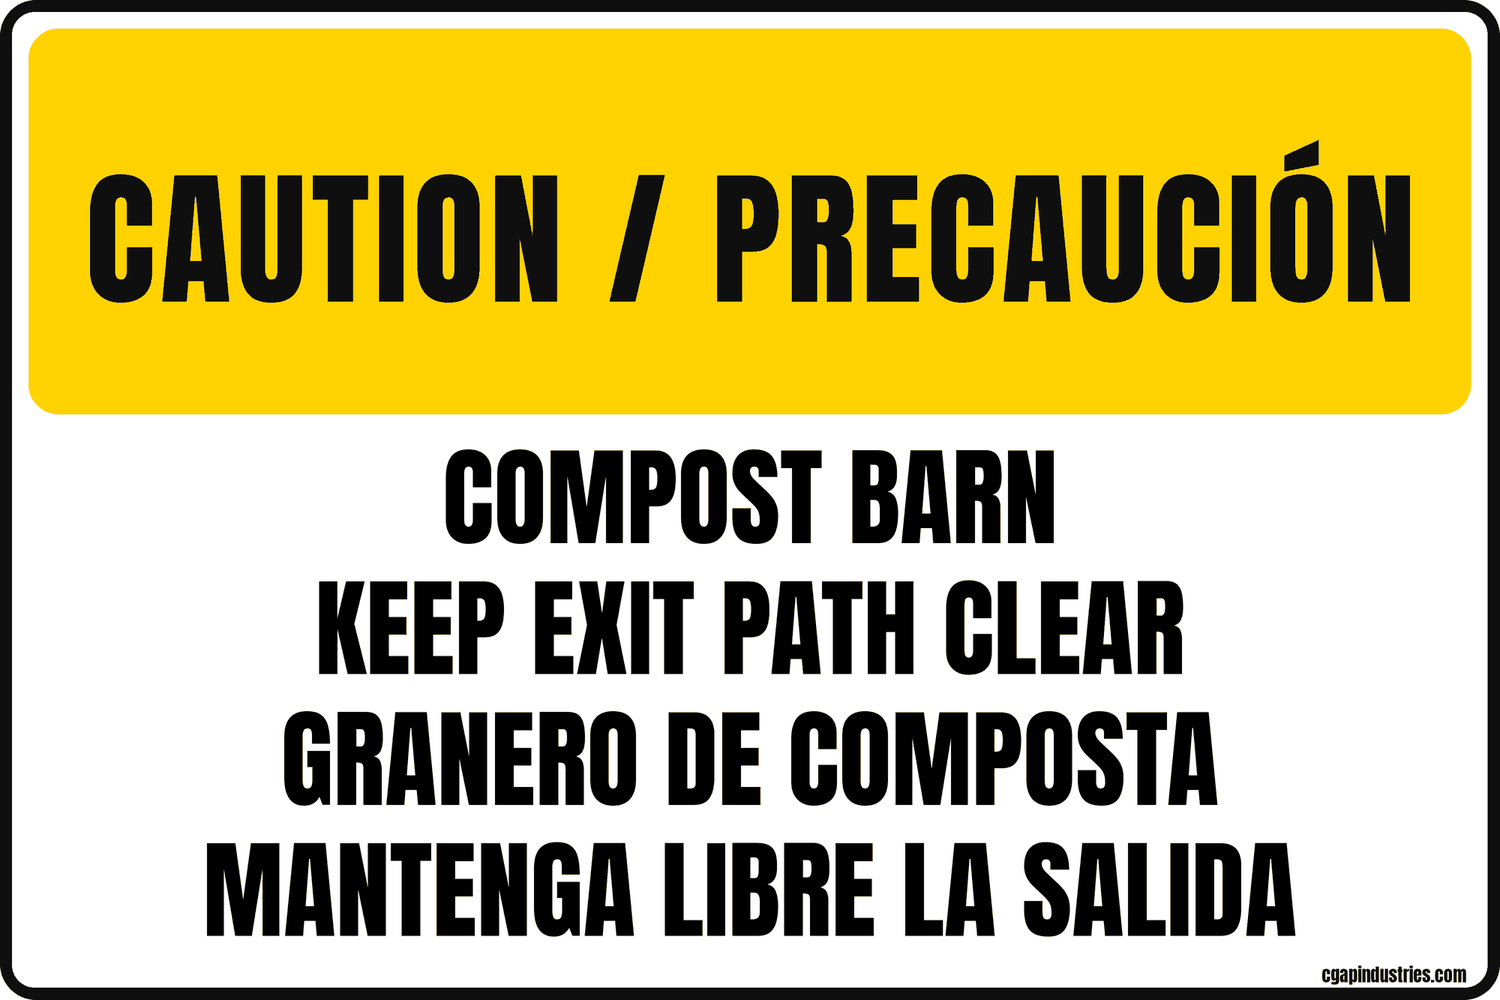 CAUTION / PRECAUCIÓN
COMPOST BARN
KEEP EXIT PATH CLEAR
GRANERO DE COMPOSTA
MANTENGA LIBRE LA SALIDA
cgapindustries.com